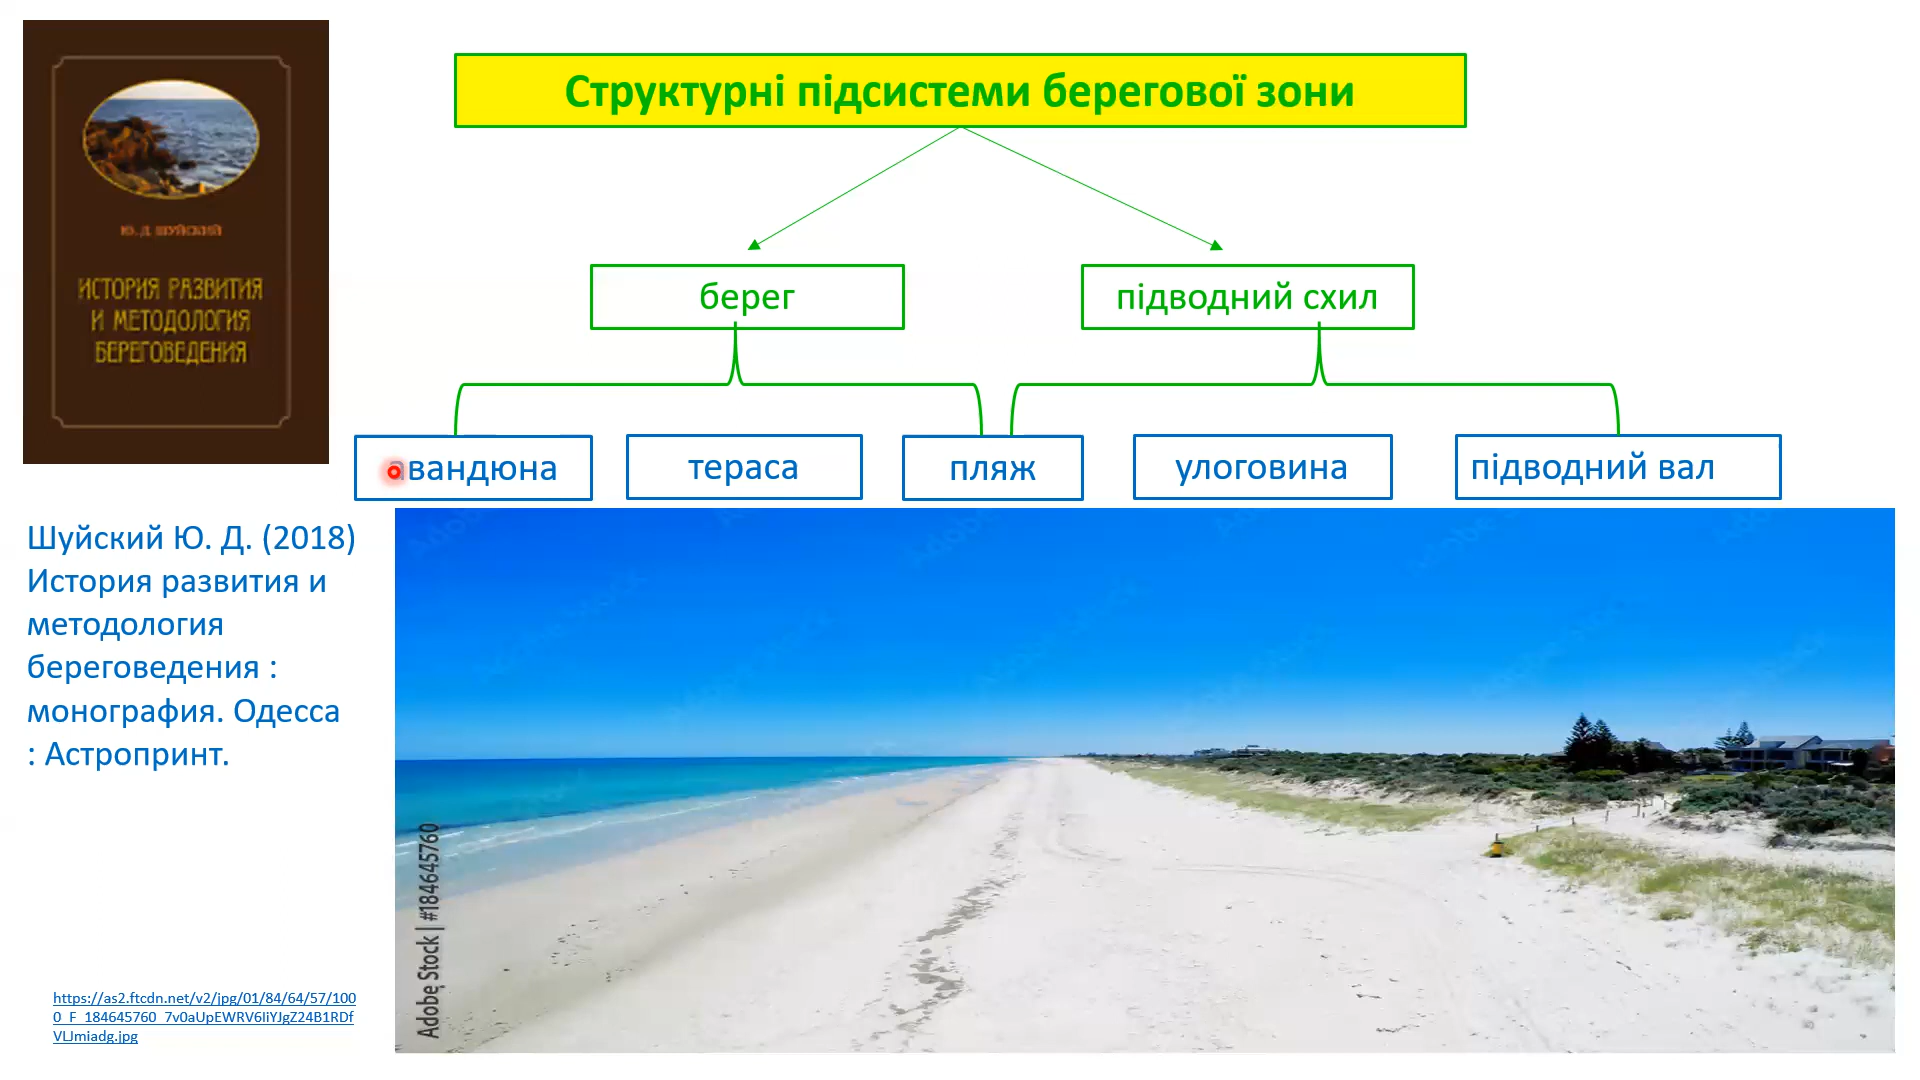 Структурні підсистеми берегової зони
Ю. Д. ШУЙСКИЙ
ИСТОРИЯ РАЗВИТИЯ
И МЕТОДОЛОГИЯ
БЕРЕГОВЕДЕНИЯ
берег
підводний схил
авандюна
тераса
пляж
улоговина
підводний вал
Шуйский Ю. Д. (2018)
История развития и
методология
береговедения :
монография. Одесса
: Астропринт.
https://as2.ftcdn.net/v2/jpg/01/84/64/57/100
0_F_184645760_7v0aUpEWRV6IiYJgZ24B1RDf
VLJmiadg.jpg
Adobe Stock | #184645760